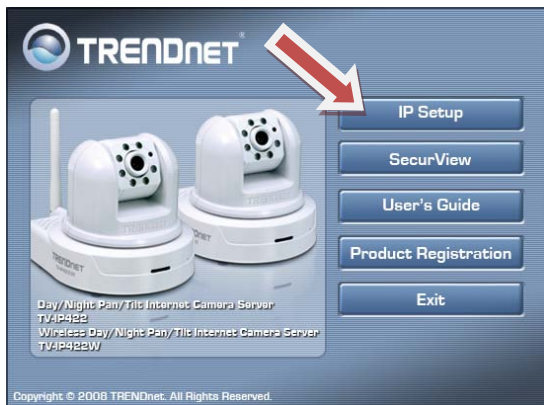 TRENDNET
IP Setup
SecurView
User's Guide
Product Registration
Exit
Day/Night Pan/Tilt Internet Camera Server
TV-IP422
Wireless Day/Night Pan/Tilt Internet Camera Server
TV-IP422W
Copyright © 2008 TRENDnet. All Rights Reserved.